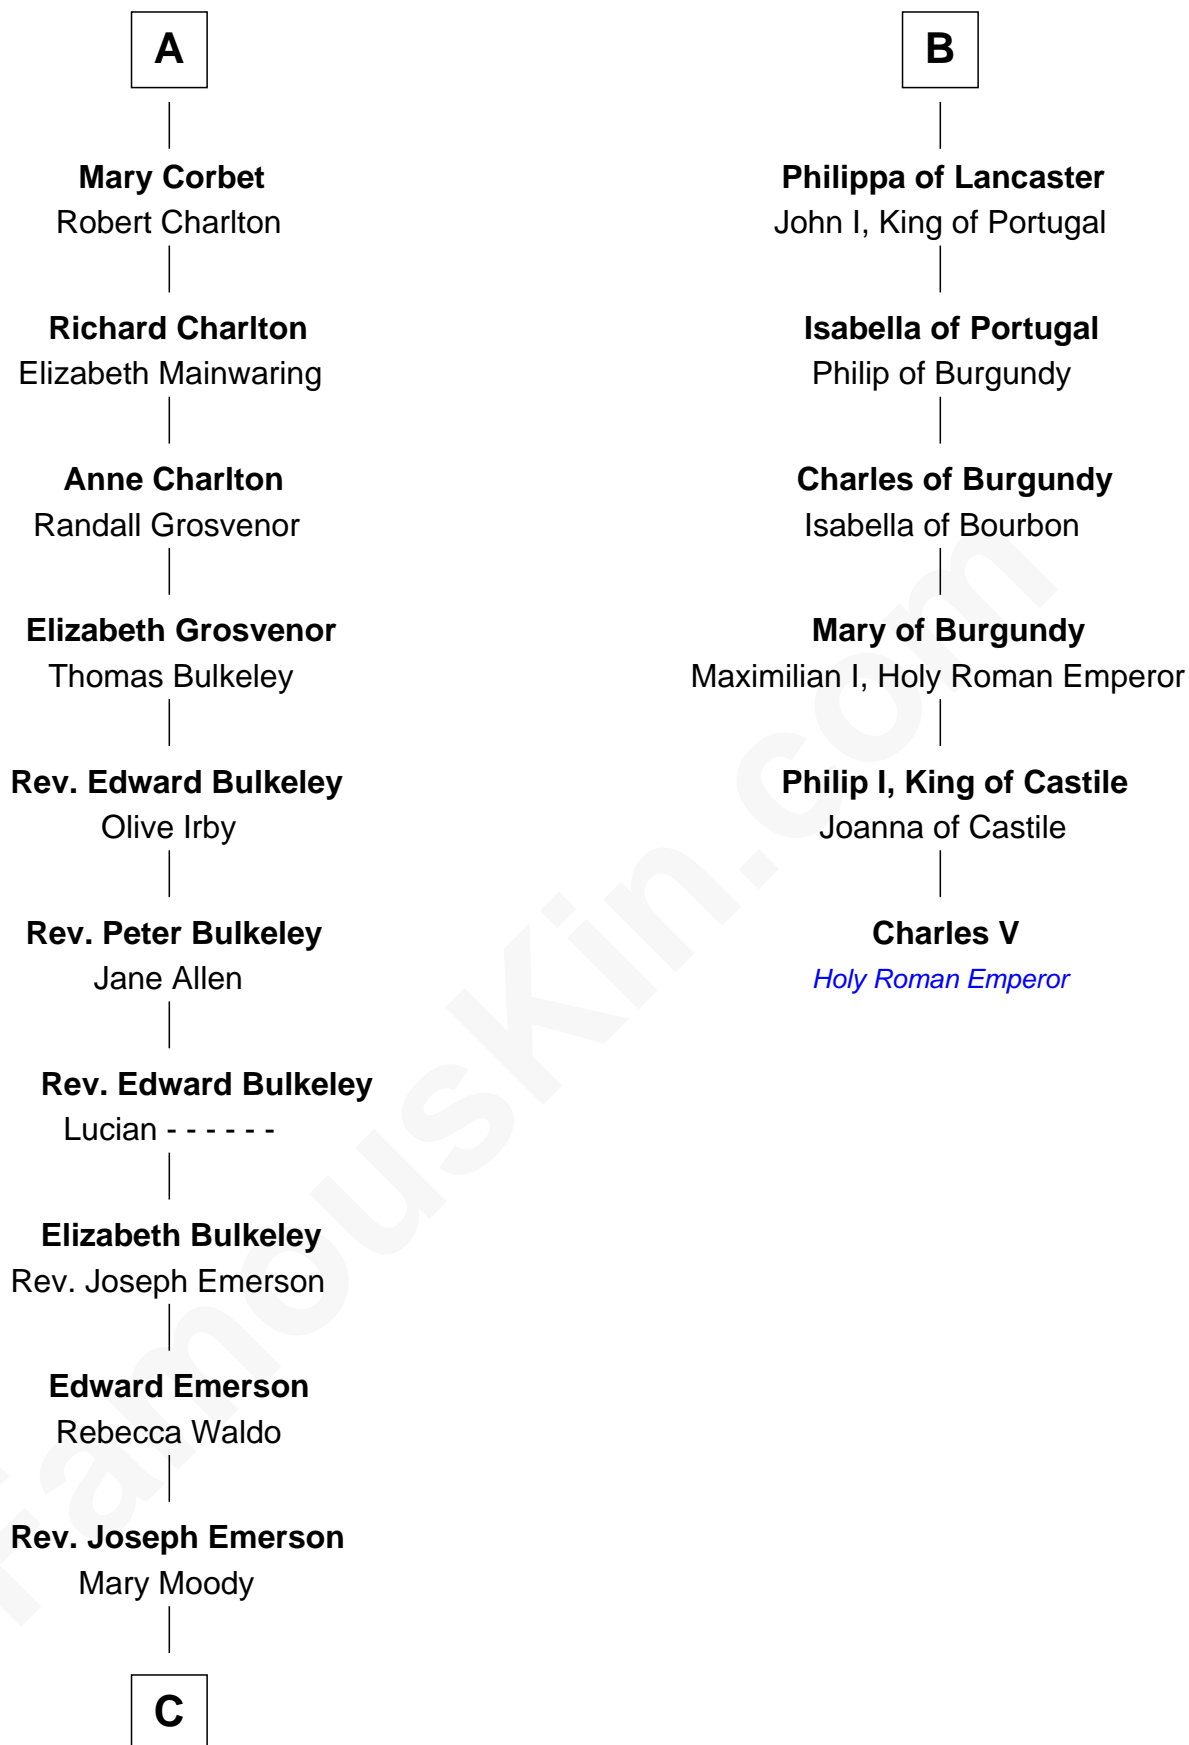 A
Mary Corbet
Robert Charlton
Richard Charlton
Elizabeth Mainwaring
Anne Charlton
Randall Grosvenor
Elizabeth Grosvenor
Thomas Bulkeley
Rev. Edward Bulkeley
Olive Irby
Rev. Peter Bulkeley
Jane Allen
Rev. Edward Bulkeley
Lucian - - - - - -
Elizabeth Bulkeley
Rev. Joseph Emerson
Edward Emerson
Rebecca Waldo
Rev. Joseph Emerson
Mary Moody
C
B
Philippa of Lancaster
John I, King of Portugal
Isabella of Portugal
Philip of Burgundy
Charles of Burgundy
Isabella of Bourbon
Mary of Burgundy
Maximilian I, Holy Roman Emperor
Philip I, King of Castile
Joanna of Castile
Charles V
Holy Roman Emperor
FamousKin.com